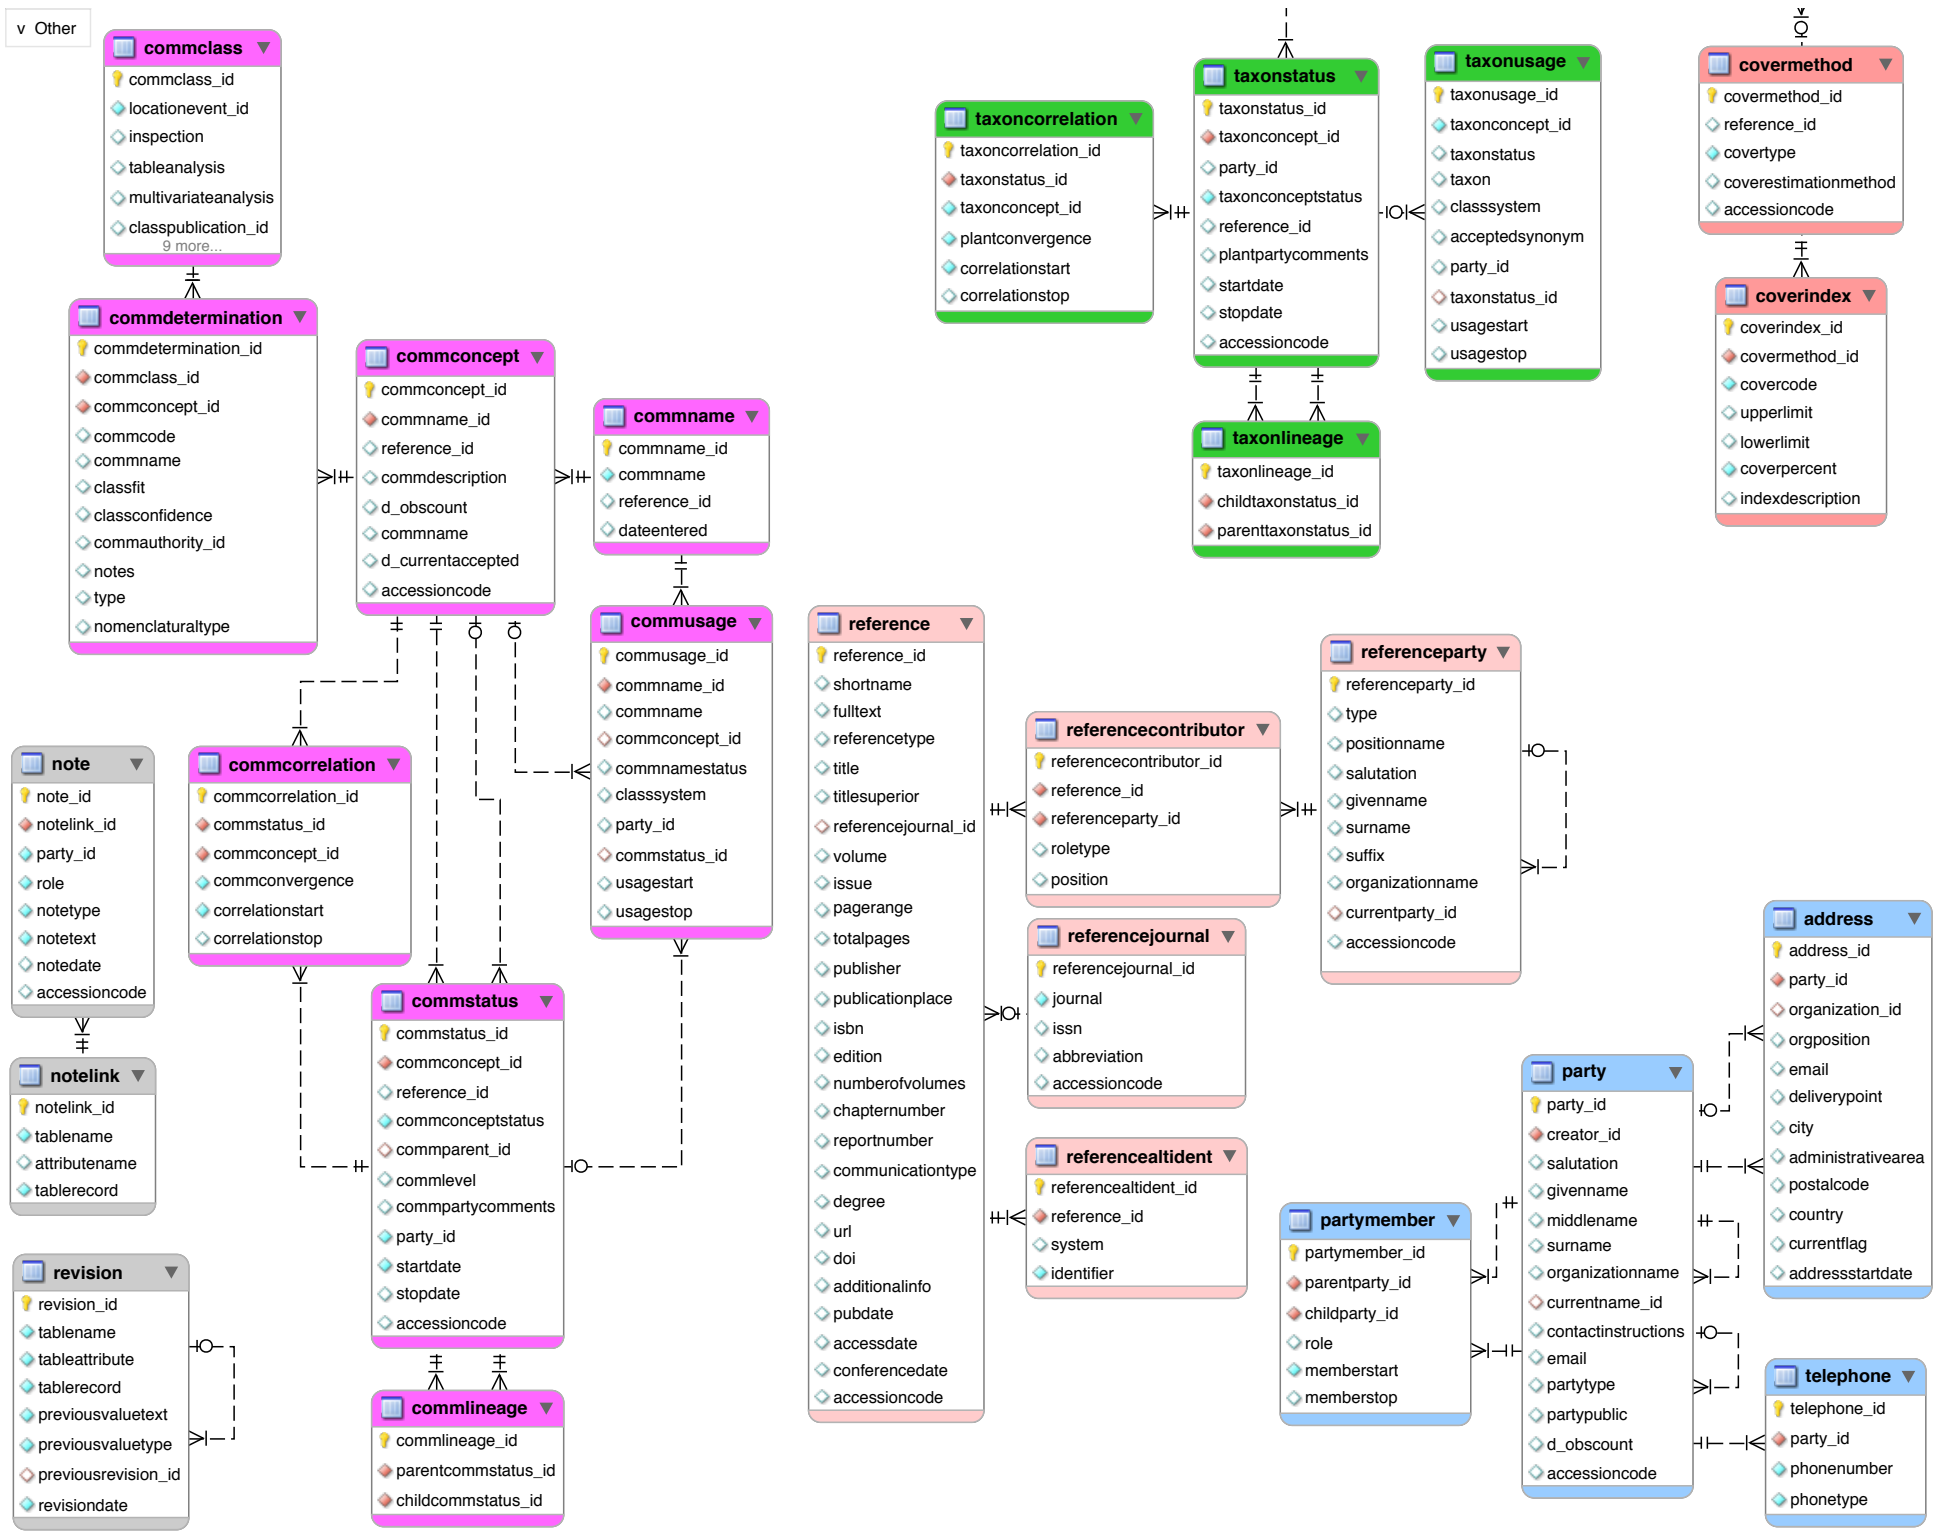 v Other
commclass
commclass_id
locationevent_id
inspection
tableanalysis
multivariateanalysis
classpublication_id
9 more...
commdetermination
commdetermination_id
commclass_id
commconcept_id
commcode
commname
classfit
classconfidence
commauthority_id
notes
type
nomenclaturaltype
commconcept
commconcept_id
commname_id
reference_id
commdescription
d_obscount
commname
d_currentaccepted
accessioncode
commname
commname_id
commname
reference_id
dateentered
commusage
commusage_id
commname_id
commname
commconcept_id
commnamestatus
classsystem
party_id
commstatus_id
usagestart
usagestop
note
note_id
notelink_id
party_id
role
notetype
notetext
notedate
accessioncode
commcorrelation
commcorrelation_id
commstatus_id
commconcept_id
commconvergence
correlationstart
correlationstop
notelink
notelink_id
tablename
attributename
tablerecord
commstatus
commstatus_id
commconcept_id
reference_id
commconceptstatus
commparent_id
commlevel
commpartycomments
party_id
startdate
stopdate
accessioncode
revision
revision_id
tablename
tableattribute
tablerecord
previousvaluetext
previousvaluetype
previousrevision_id
revisiondate
commlineage
commlineage_id
parentcommstatus_id
childcommstatus_id
taxoncorrelation
taxoncorrelation_id
taxonstatus_id
taxonconcept_id
plantconvergence
correlationstart
correlationstop
taxonstatus
taxonstatus_id
taxonconcept_id
party_id
taxonconceptstatus
reference_id
plantpartycomments
startdate
stopdate
accessioncode
taxonusage
taxonusage_id
taxonconcept_id
taxonstatus
taxon
classsystem
acceptedsynonym
party_id
taxonstatus_id
usagestart
usagestop
taxonlineage
taxonlineage_id
childtaxonstatus_id
parenttaxonstatus_id
covermethod
covermethod_id
reference_id
covertype
coverestimationmethod
accessioncode
coverindex
coverindex_id
covermethod_id
covercode
upperlimit
lowerlimit
coverpercent
indexdescription
reference
reference_id
shortname
fulltext
referencetype
title
titlesuperior
referencejournal_id
volume
issue
pagerange
totalpages
publisher
publicationplace
isbn
edition
numberofvolumes
chapternumber
reportnumber
communicationtype
degree
url
doi
additionalinfo
pubdate
accessdate
conferencedate
accessioncode
referencecontributor
referencecontributor_id
reference_id
referenceparty_id
roletype
position
referencejournal
referencejournal_id
journal
issn
abbreviation
accessioncode
referencealtident
referencealtident_id
reference_id
system
identifier
referenceparty
referenceparty_id
type
positionname
salutation
givenname
surname
suffix
organizationname
currentparty_id
accessioncode
partymember
partymember_id
parentparty_id
childparty_id
role
memberstart
memberstop
party
party_id
creator_id
salutation
givenname
middlename
surname
organizationname
currentname_id
contactinstructions
email
partytype
partypublic
d_obscount
accessioncode
address
address_id
party_id
organization_id
orgposition
email
deliverypoint
city
administrativearea
postalcode
country
currentflag
addressstartdate
telephone
telephone_id
party_id
phonenumber
phonetype